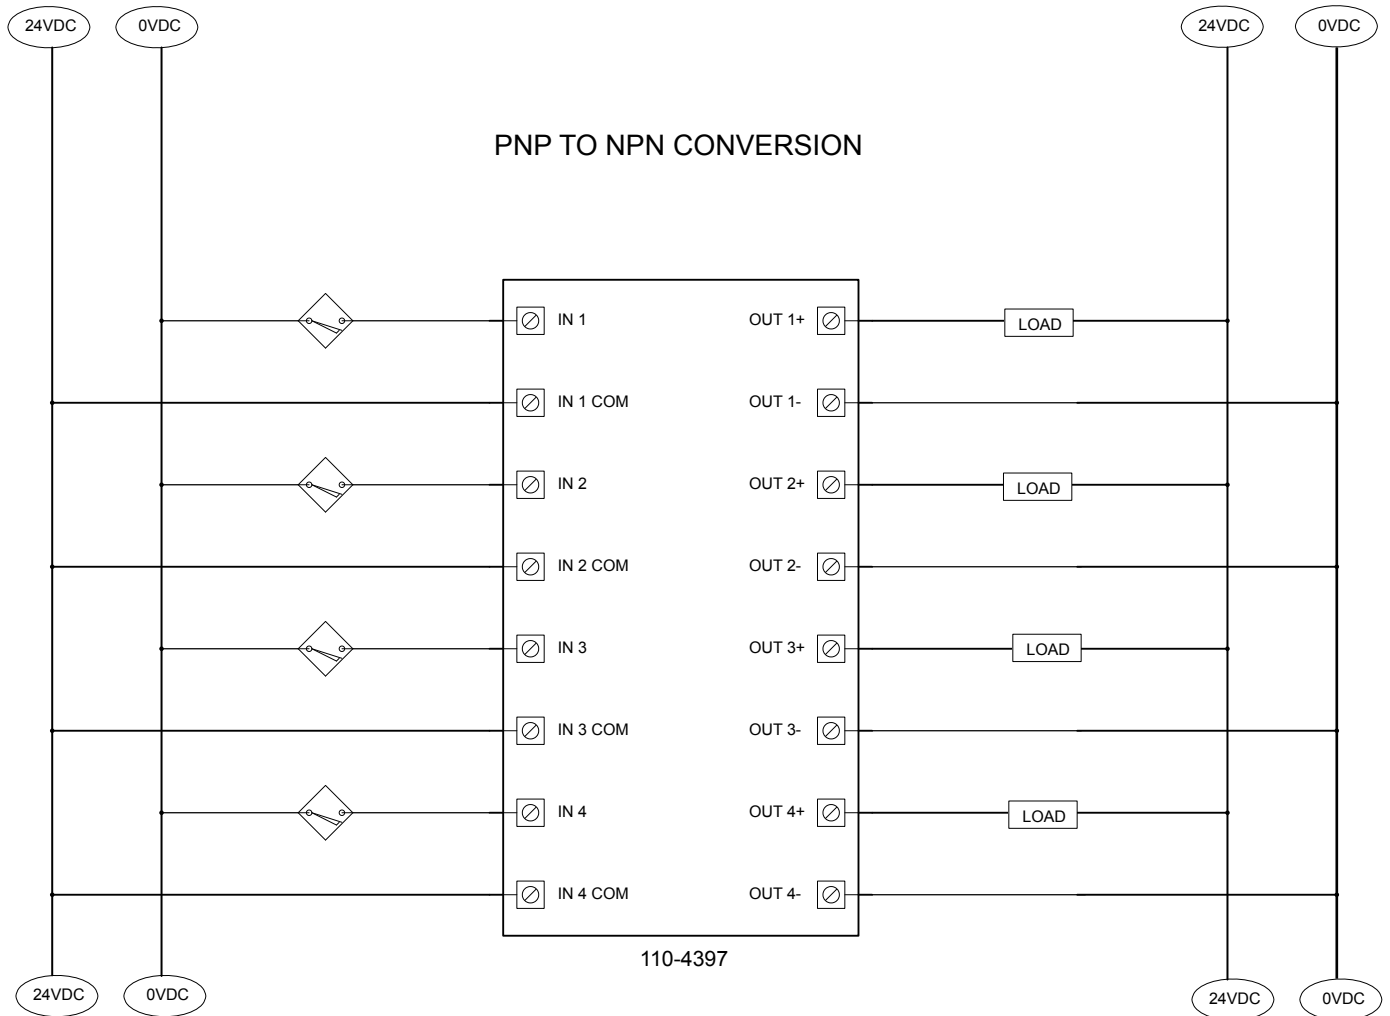 24VDC 0VDC 24VDC 0VDC
PNP TO NPN CONVERSION
IN 1 OUT 1+ LOAD
IN 1 COM OUT 1-
IN 2 OUT 2+ LOAD
IN 2 COM OUT 2-
IN 3 OUT 3+ LOAD
IN 3 COM OUT 3-
IN 4 OUT 4+ LOAD
IN 4 COM OUT 4-
110-4397
24VDC 0VDC 24VDC 0VDC